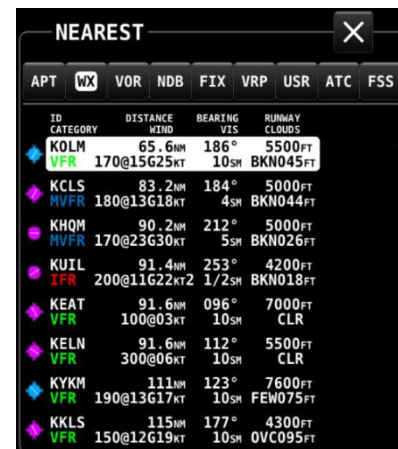 NEAREST
X
APT WX VOR NDB FIX VRP USR ATC FSS
ID DISTANCE BEARING RUNWAY
CATEGORY WIND VIS CLOUDS
KOLM 65.6NM 186° 5500FT
VFR 170@15G25KT 10SM BKN045FT
KCLS 83.2NM 184° 5000FT
MVFR 180@13G18KT 4SM BKN044FT
KHQM 90.2NM 212° 5000FT
MVFR 170@23G30KT 5SM BKN026FT
KUIL 91.4NM 253° 4200FT
IFR 200@11G22KT2 1/2SM BKN018FT
KEAT 91.6NM 096° 7000FT
VFR 100@03KT 10SM CLR
KELN 91.6NM 112° 5500FT
VFR 300@06KT 10SM CLR
KYKM 111NM 123° 7600FT
VFR 190@13G17KT 10SM FEW075FT
KKLS 115NM 177° 4300FT
VFR 150@12G19KT 10SM OVC095FT